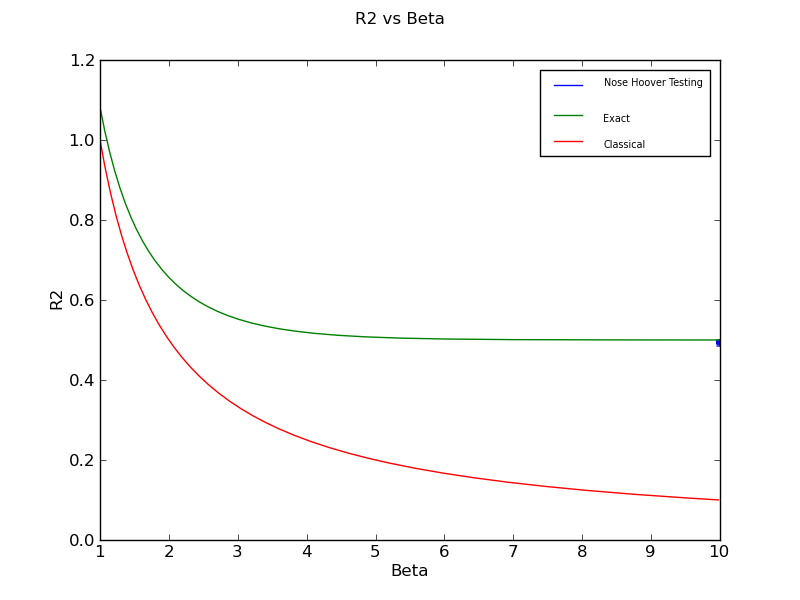 R2 vs Beta
1.2
1.0
0.8
0.6
0.4
0.2
0.0
R2
Nose Hoover Testing
Exact
Classical
1 2 3 4 5 6 7 8 9 10
Beta